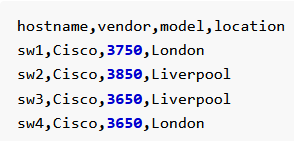 hostname,vendor,model,location
sw1,Cisco,3750,London
sw2,Cisco,3850,Liverpool
sw3,Cisco,3650,Liverpool
sw4,Cisco,3650,London